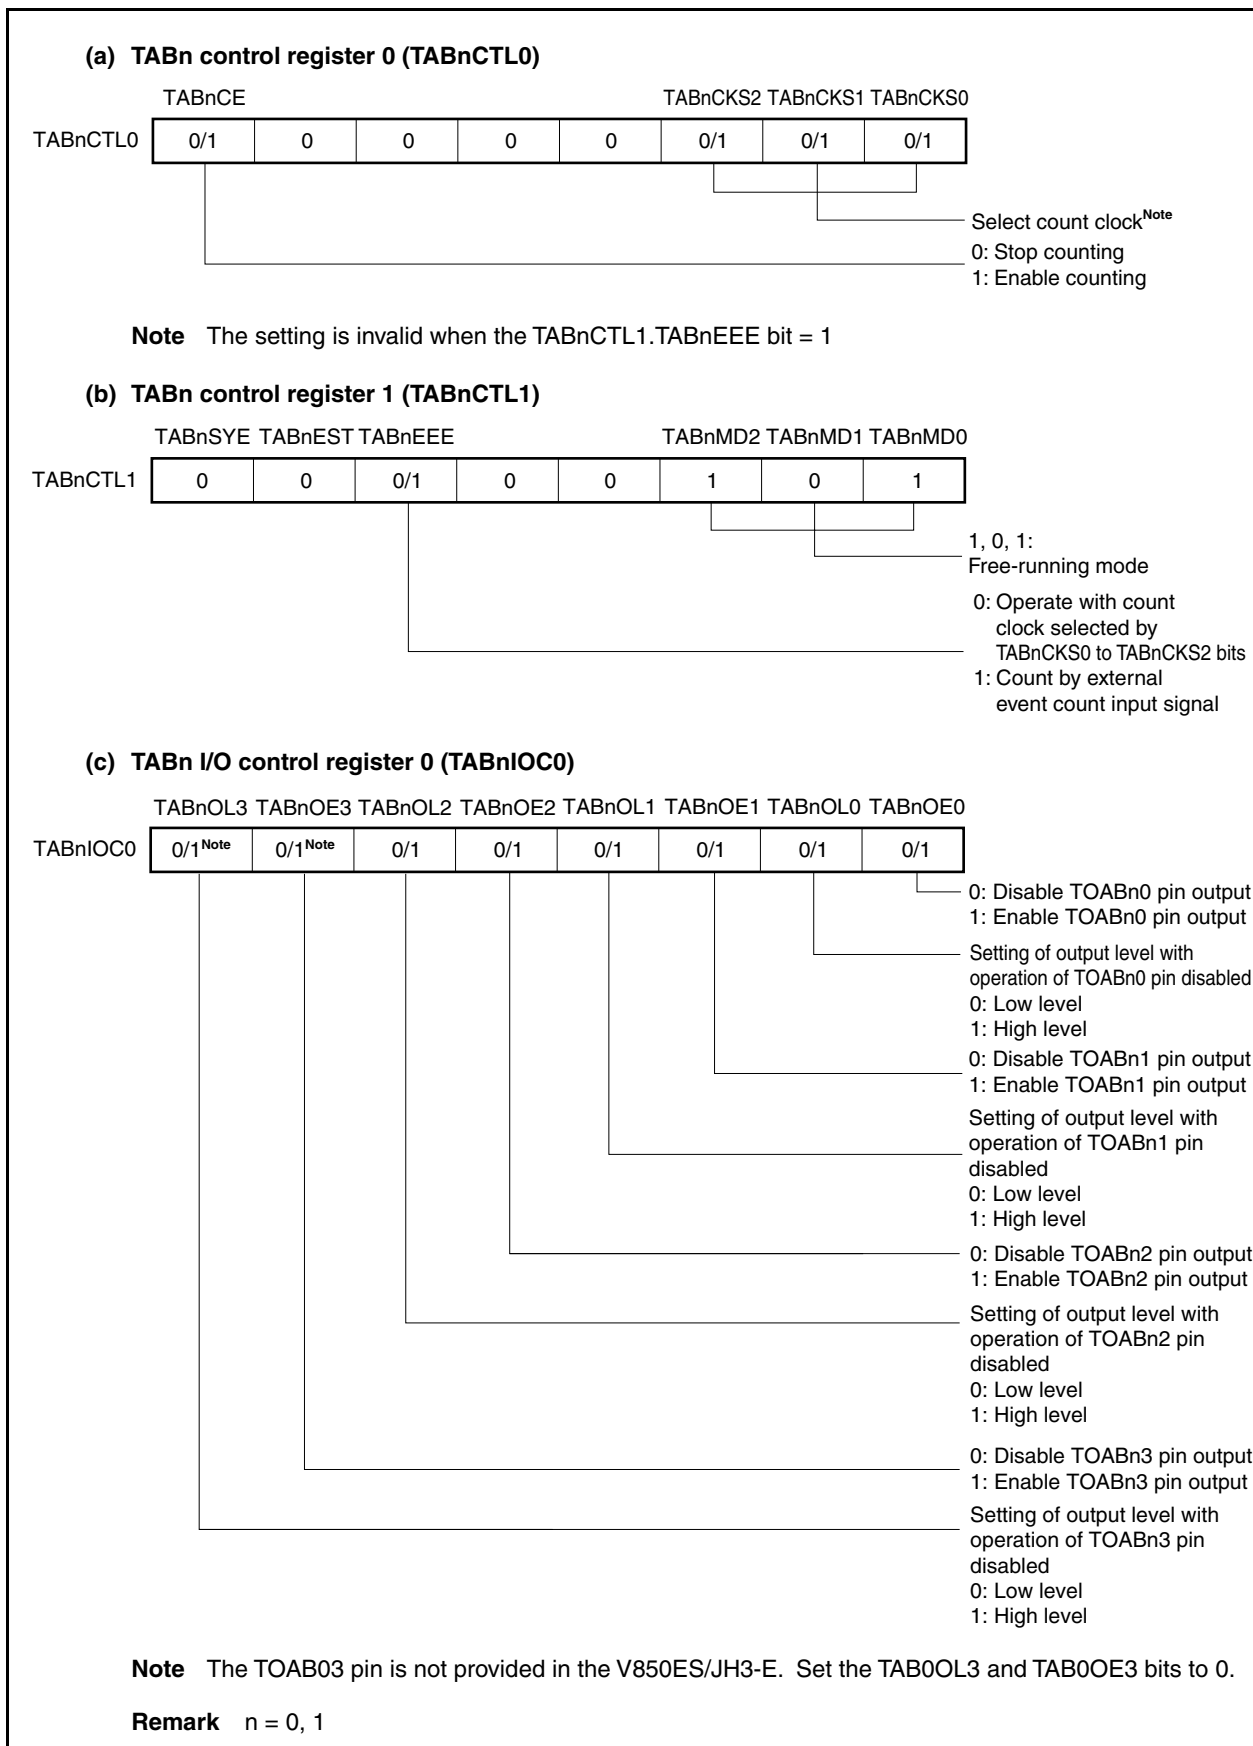 (a) TABn control register 0 (TABnCTL0)
TABnCE TABnCKS2 TABnCKS1 TABnCKS0
TABnCTL0 0/1 0 0 0 0 0/1 0/1 0/1
Select count clockNote
0: Stop counting
1: Enable counting
Note The setting is invalid when the TABnCTL1.TABnEEE bit = 1
(b) TABn control register 1 (TABnCTL1)
TABnSYE TABnEST TABnEEE TABnMD2 TABnMD1 TABnMD0
TABnCTL1 0 0 0/1 0 0 1 0 1
1, 0, 1:
Free-running mode
0: Operate with count
clock selected by
TABnCKS0 to TABnCKS2 bits
1: Count by external
event count input signal
(c) TABn I/O control register 0 (TABnIOC0)
TABnOL3 TABnOE3 TABnOL2 TABnOE2 TABnOL1 TABnOE1 TABnOL0 TABnOE0
TABnIOC0 0/1Note 0/1Note 0/1 0/1 0/1 0/1 0/1 0/1
0: Disable TOABn0 pin output
1: Enable TOABn0 pin output
Setting of output level with
operation of TOABn0 pin disabled
0: Low level
1: High level
0: Disable TOABn1 pin output
1: Enable TOABn1 pin output
Setting of output level with
operation of TOABn1 pin
disabled
0: Low level
1: High level
0: Disable TOABn2 pin output
1: Enable TOABn2 pin output
Setting of output level with
operation of TOABn2 pin
disabled
0: Low level
1: High level
0: Disable TOABn3 pin output
1: Enable TOABn3 pin output
Setting of output level with
operation of TOABn3 pin
disabled
0: Low level
1: High level
Note The TOAB03 pin is not provided in the V850ES/JH3-E. Set the TAB0OL3 and TAB0OE3 bits to 0.
Remark n = 0, 1